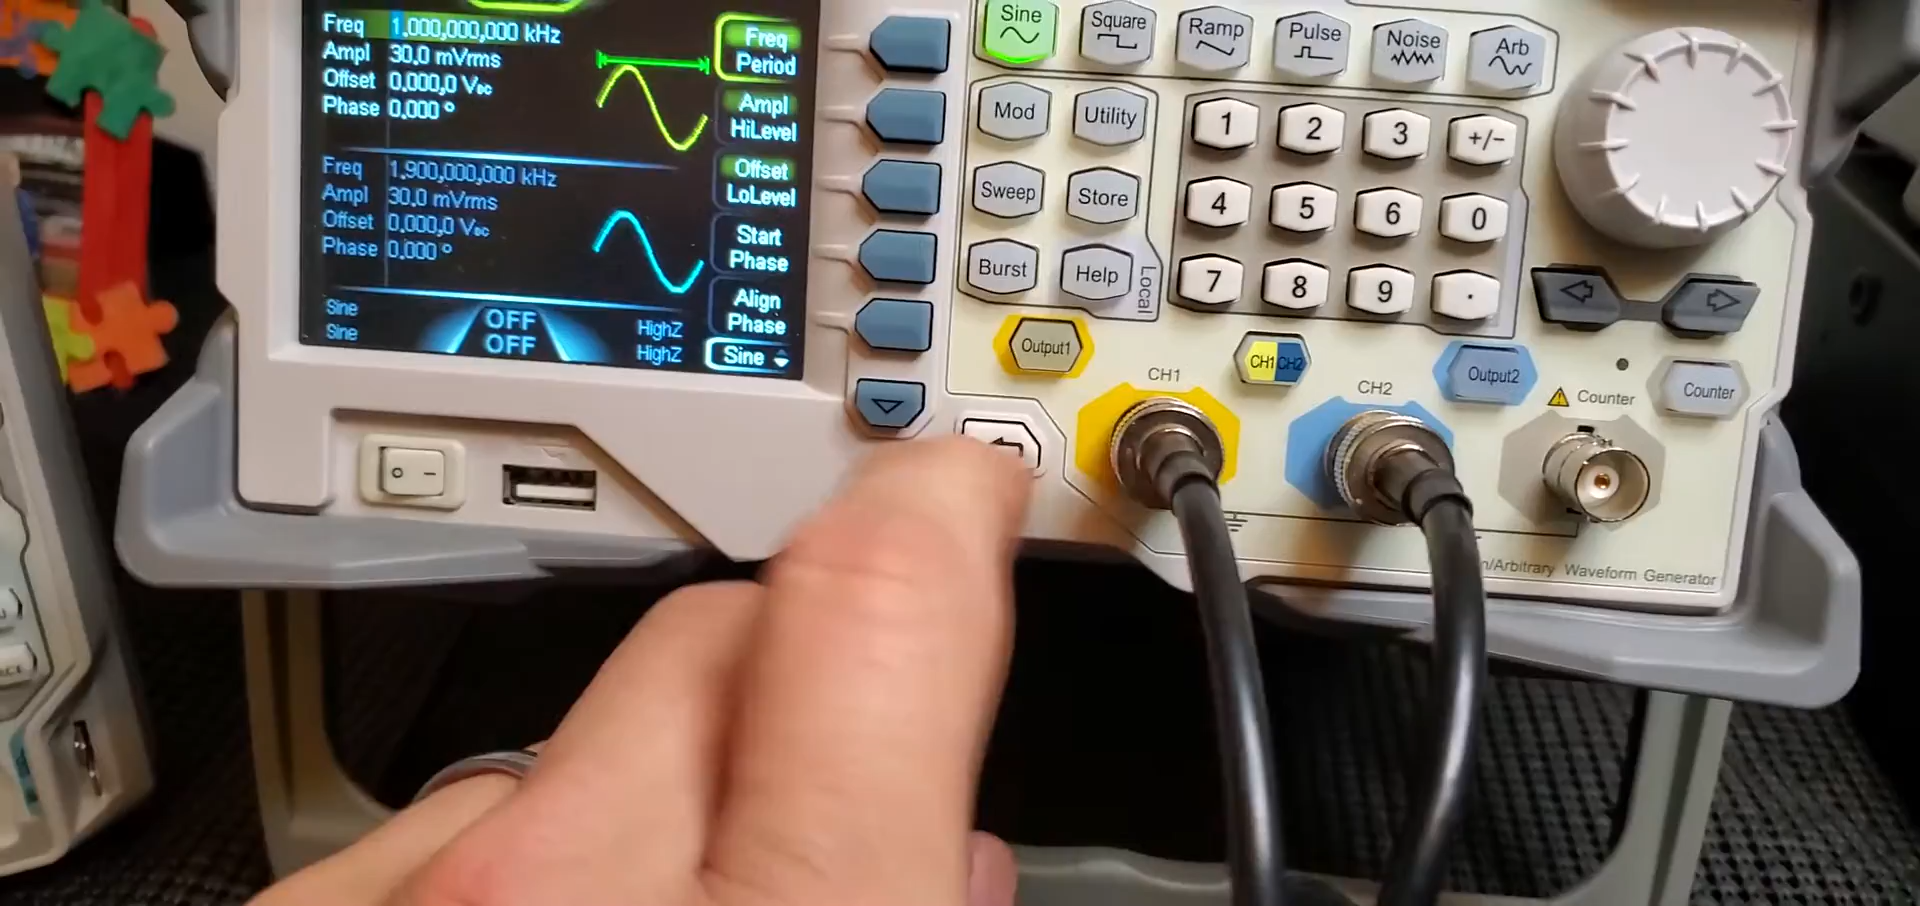 Freq 1.000,000,000 kHz
Ampl 30.0 mVrms
Offset 0.000,0 VDC
Phase 0.000 °
Freq 1.900,000,000 kHz
Ampl 30.0 mVrms
Offset 0.000,0 VDC
Phase 0.000 °
Sine OFF HighZ
Sine OFF HighZ
Freq
Period
Ampl
HiLevel
Offset
LoLevel
Start
Phase
Align
Phase
Sine
Sine Square Ramp Pulse Noise Arb
Mod Utility
Sweep Store
Burst Help
Local
1 2 3 +/-
4 5 6 0
7 8 9 .
Output1 CH1 CH2 Output2 Counter
CH1 CH2 Counter
n/Arbitrary Waveform Generator